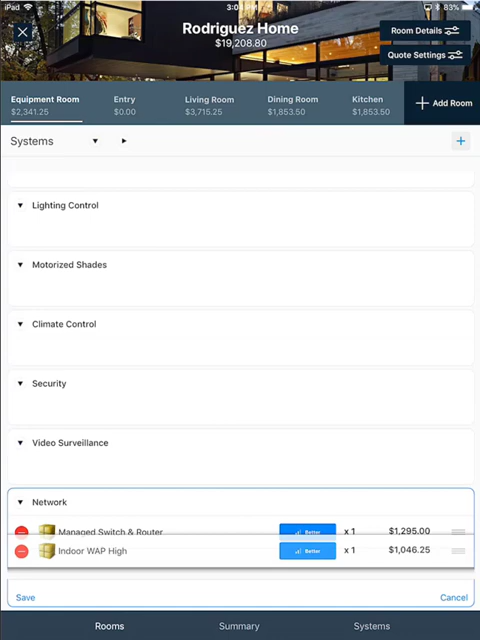 iPad 3:04 PM 83%
Rodriguez Home
$19,208.80
Room Details
Quote Settings
Equipment Room Entry Living Room Dining Room Kitchen
$2,341.25 $0.00 $3,715.25 $1,853.50 $1,853.50
Add Room
Systems
Lighting Control
Motorized Shades
Climate Control
Security
Video Surveillance
Network
Managed Switch & Router Better x 1 $1,295.00
Indoor WAP High Better x 1 $1,046.25
Save Cancel
Rooms Summary Systems